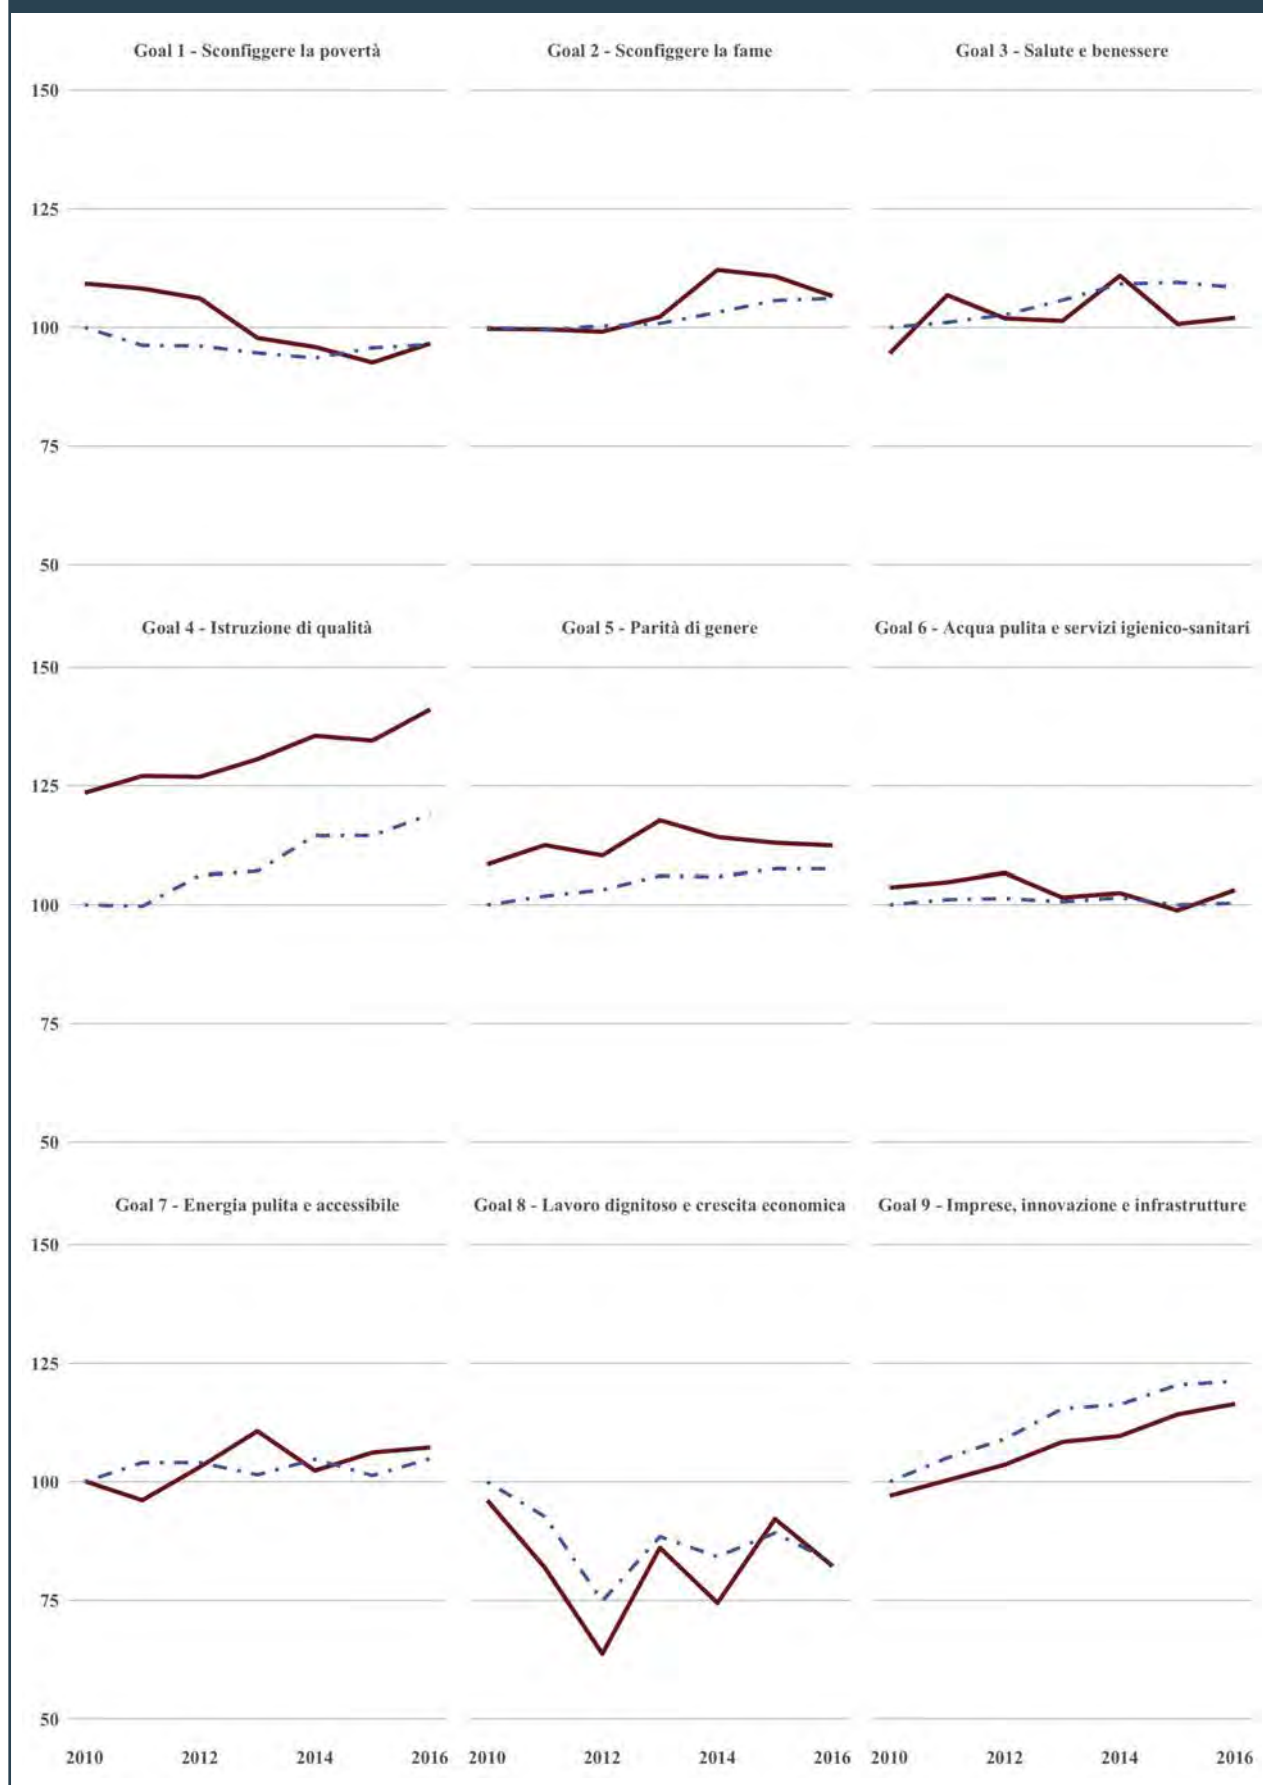 Goal 1 - Sconfiggere la povertà
Goal 2 - Sconfiggere la fame
Goal 3 - Salute e benessere
150
125
100
75
50
Goal 4 - Istruzione di qualità
Goal 5 - Parità di genere
Goal 6 - Acqua pulita e servizi igienico-sanitari
150
125
100
75
50
Goal 7 - Energia pulita e accessibile
Goal 8 - Lavoro dignitoso e crescita economica
Goal 9 - Imprese, innovazione e infrastrutture
150
125
100
75
50
2010 2012 2014 2016 2010 2012 2014 2016 2010 2012 2014 2016